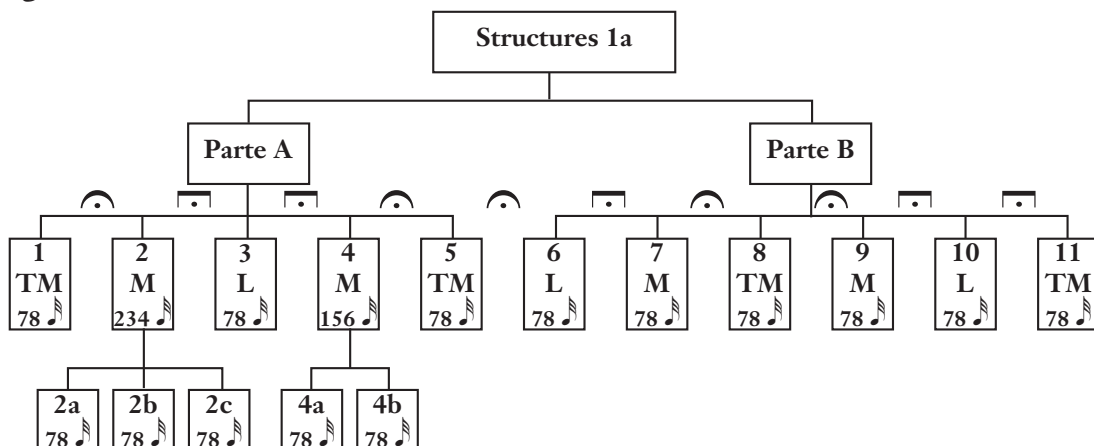 Structures 1a
Parte A
Parte B
1 2 3 4 5 6 7 8 9 10 11
TM M L M TM L M TM M L TM
78 234 78 156 78 78 78 78 78 78 78
2a 2b 2c 4a 4b
78 78 78 78 78